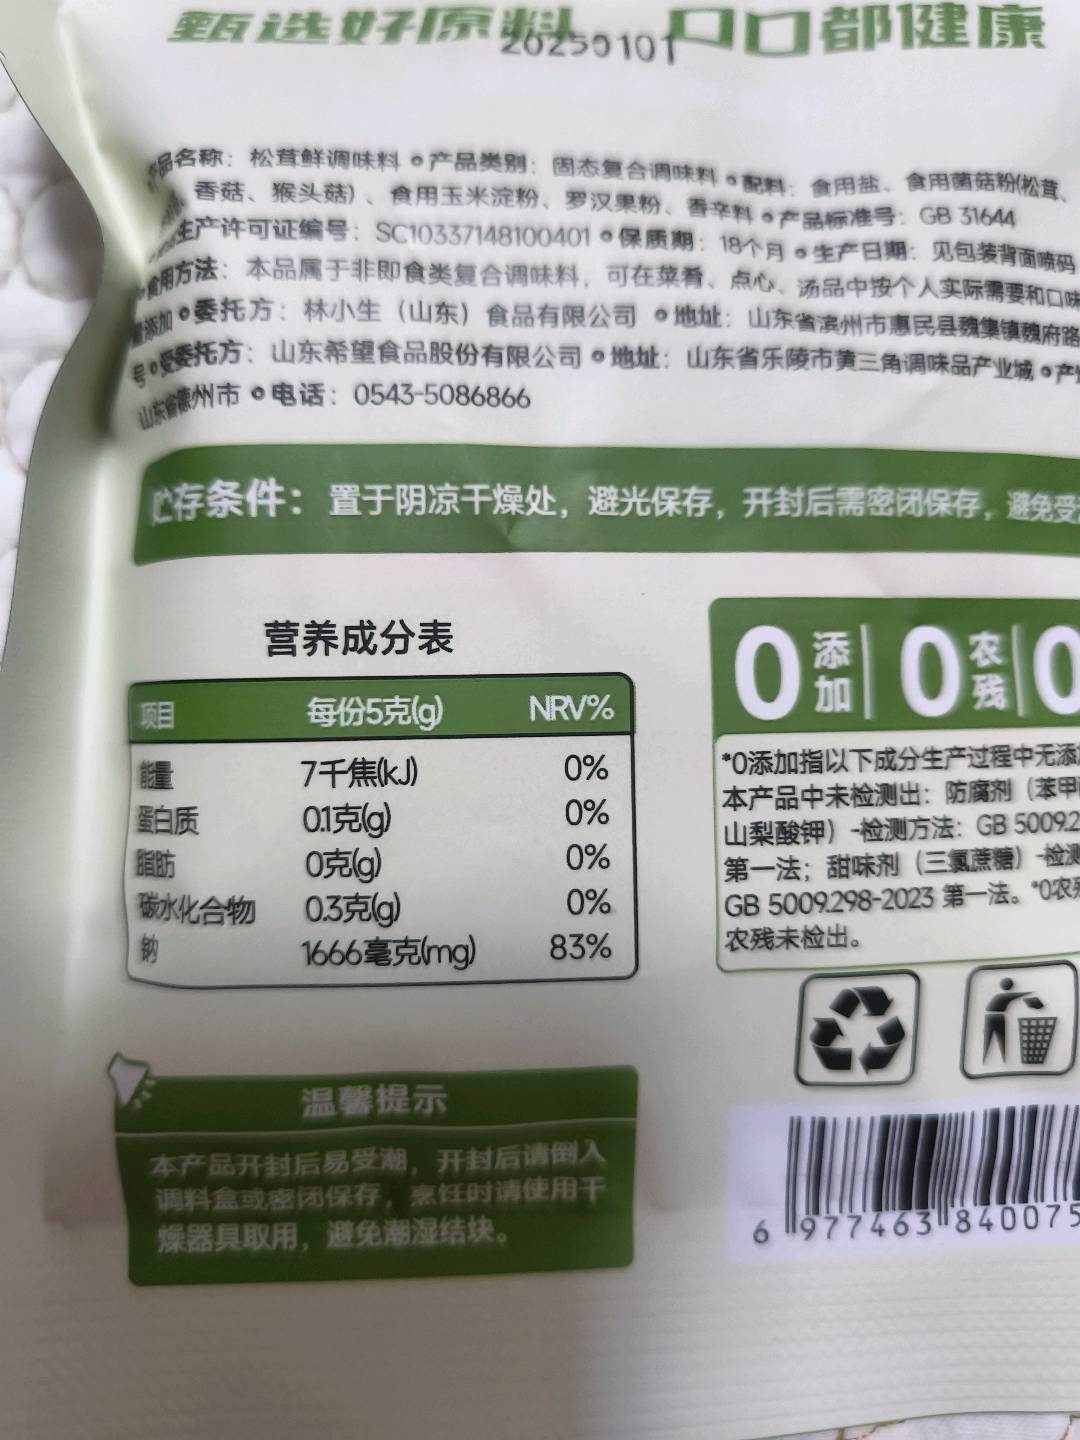 甄选好原料 口口都健康
20250101
产品名称：松茸鲜调味料 ⚬产品类别：固态复合调味料 ⚬配料：食用盐、食用菌菇粉(松茸、
香菇、猴头菇）、食用玉米淀粉、罗汉果粉、香辛料 ⚬产品标准号：GB 31644
生产许可证编号：SC10337148100401 ⚬保质期：18个月 ⚬生产日期：见包装背面喷码
食用方法：本品属于非即食类复合调味料，可在菜肴、点心、汤品中按个人实际需要和口味
添加 ⚬委托方：林小生（山东）食品有限公司 ⚬地址：山东省滨州市惠民县魏集镇魏府路
号⚬受委托方：山东希望食品股份有限公司 ⚬地址：山东省乐陵市黄三角调味品产业城 ⚬产
山东省德州市 ⚬电话：0543-5086866
贮存条件：置于阴凉干燥处，避光保存，开封后需密闭保存，避免受
营养成分表
项目 每份5克(g) NRV%
能量 7千焦(kJ) 0%
蛋白质 0.1克(g) 0%
脂肪 0克(g) 0%
碳水化合物 0.3克(g) 0%
钠 1666毫克(mg) 83%
0添加 0农残 0
*0添加指以下成分生产过程中无添
本产品中未检测出：防腐剂（苯甲
山梨酸钾）-检测方法：GB 5009.2
第一法；甜味剂（三氯蔗糖）-检测
GB 5009.298-2023 第一法。*0农残
农残未检出。
温馨提示
本产品开封后易受潮，开封后请倒入
调料盒或密闭保存，烹饪时请使用干
燥器具取用，避免潮湿结块。
6 977463 840075